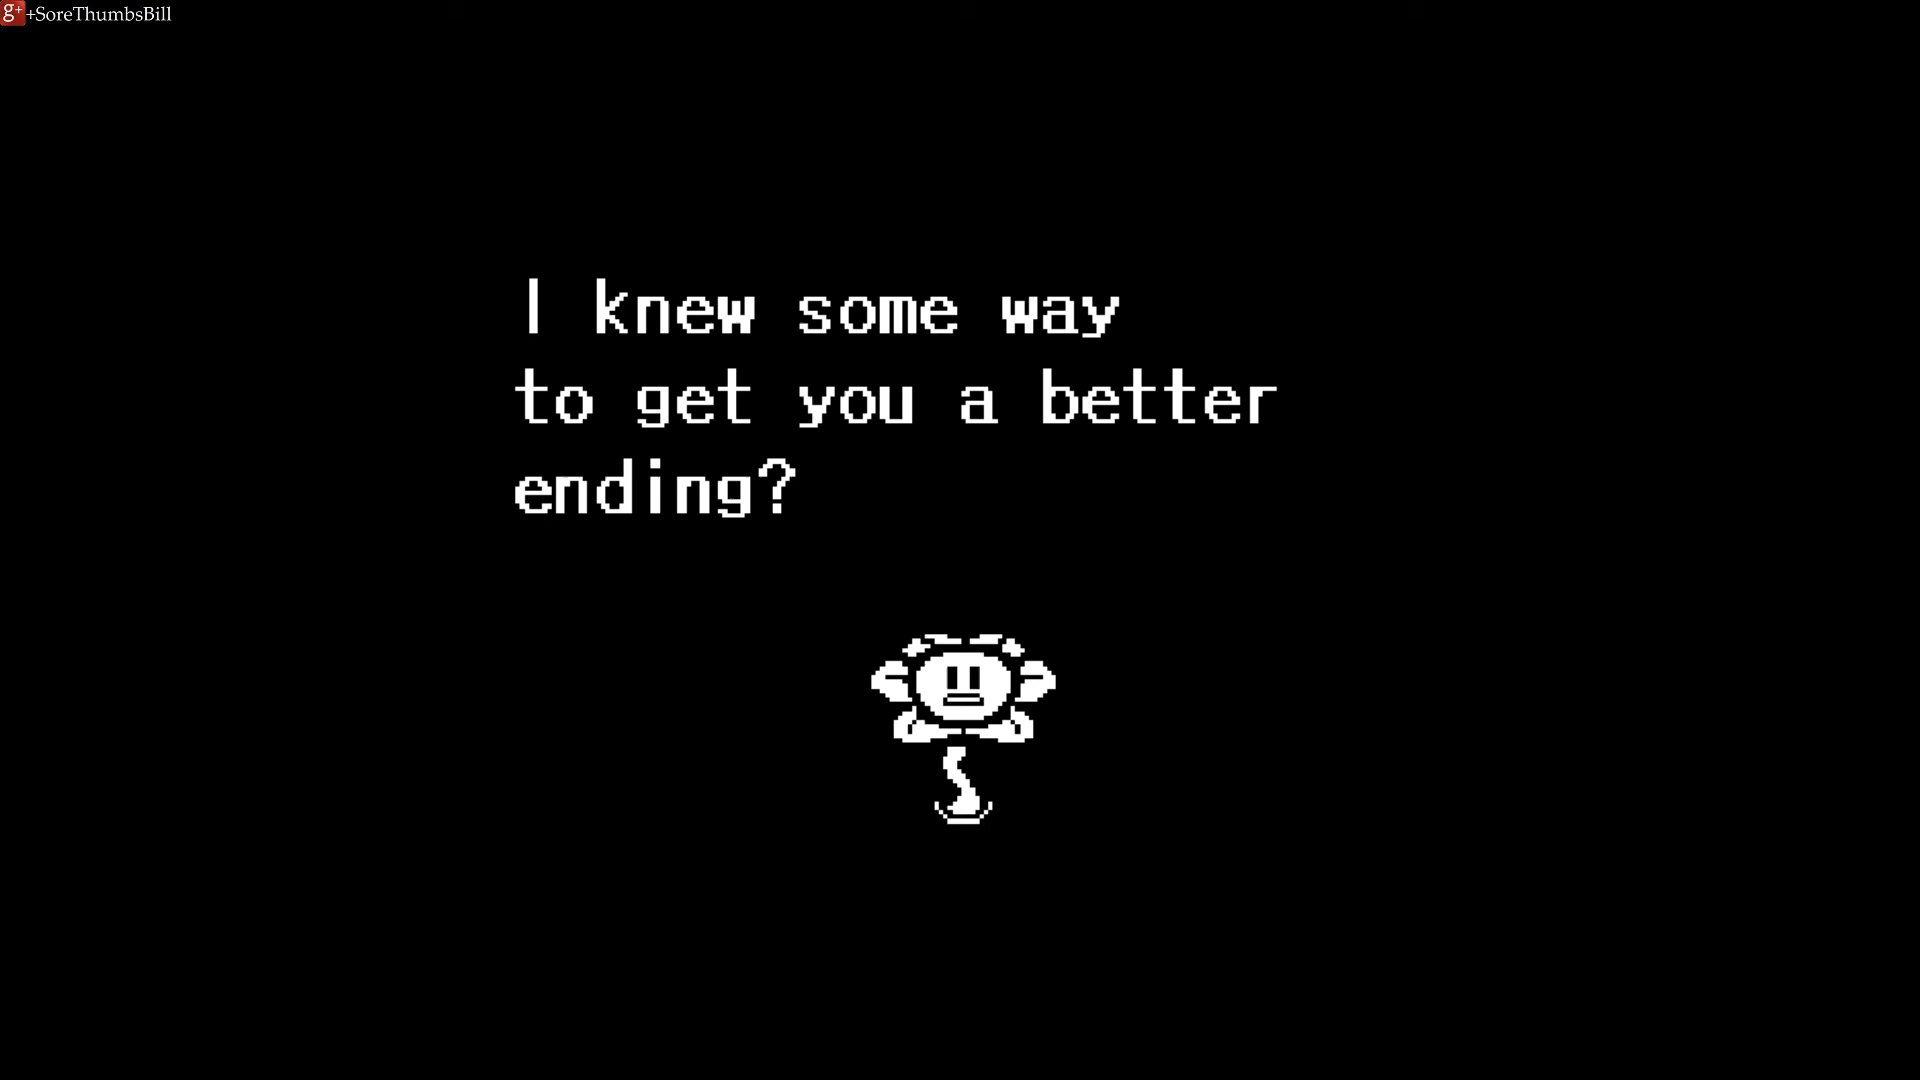 g+ +SoreThumbsBill
I knew some way
to get you a better
ending?